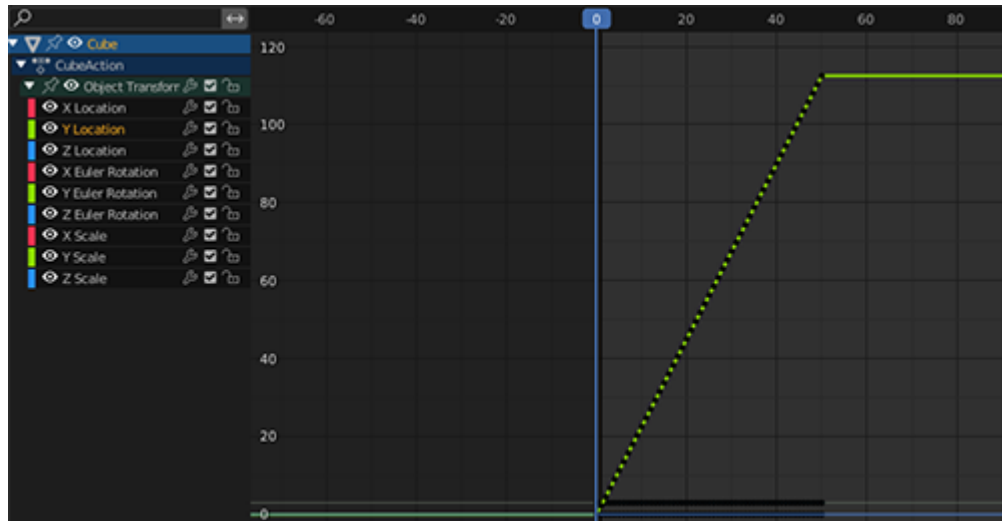 -60 -40 -20 0 20 40 60 80
Cube
CubeAction
Object Transform
X Location
Y Location
Z Location
X Euler Rotation
Y Euler Rotation
Z Euler Rotation
X Scale
Y Scale
Z Scale
120
100
80
60
40
20
0